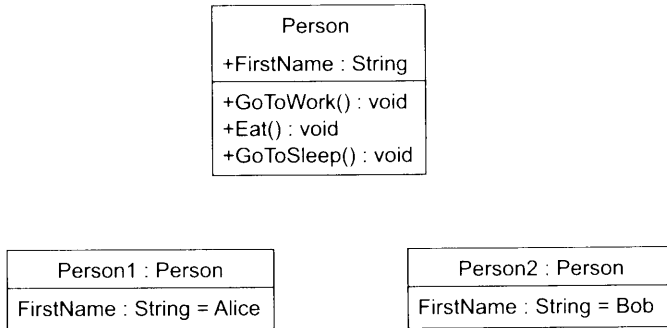 Person
+FirstName : String
+GoToWork() : void
+Eat() : void
+GoToSleep() : void
Person1 : Person
FirstName : String = Alice
Person2 : Person
FirstName : String = Bob